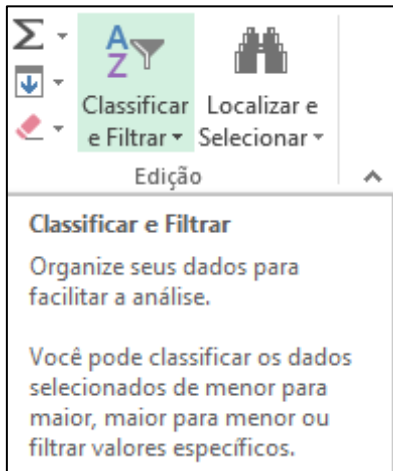 Σ
A
Z
Classificar Localizar e
e Filtrar Selecionar
Edição
Classificar e Filtrar
Organize seus dados para
facilitar a análise.
Você pode classificar os dados
selecionados de menor para
maior, maior para menor ou
filtrar valores específicos.